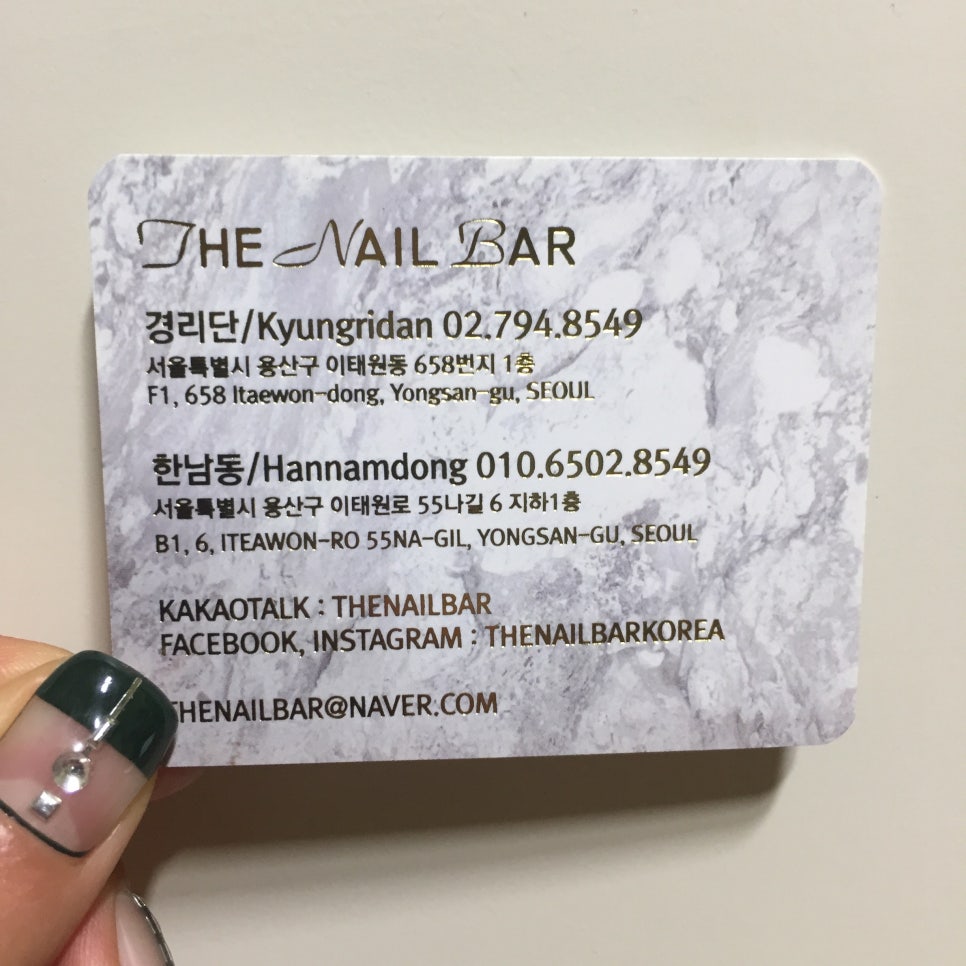 THE NAIL BAR
경리단/Kyungridan 02.794.8549
서울특별시 용산구 이태원동 658번지 1층
F1, 658 Itaewon-dong, Yongsan-gu, SEOUL
한남동/Hannamdong 010.6502.8549
서울특별시 용산구 이태원로 55나길 6 지하1층
B1, 6, ITEAWON-RO 55NA-GIL, YONGSAN-GU, SEOUL
KAKAOTALK : THENAILBAR
FACEBOOK, INSTAGRAM : THENAILBARKOREA
THENAILBAR@NAVER.COM